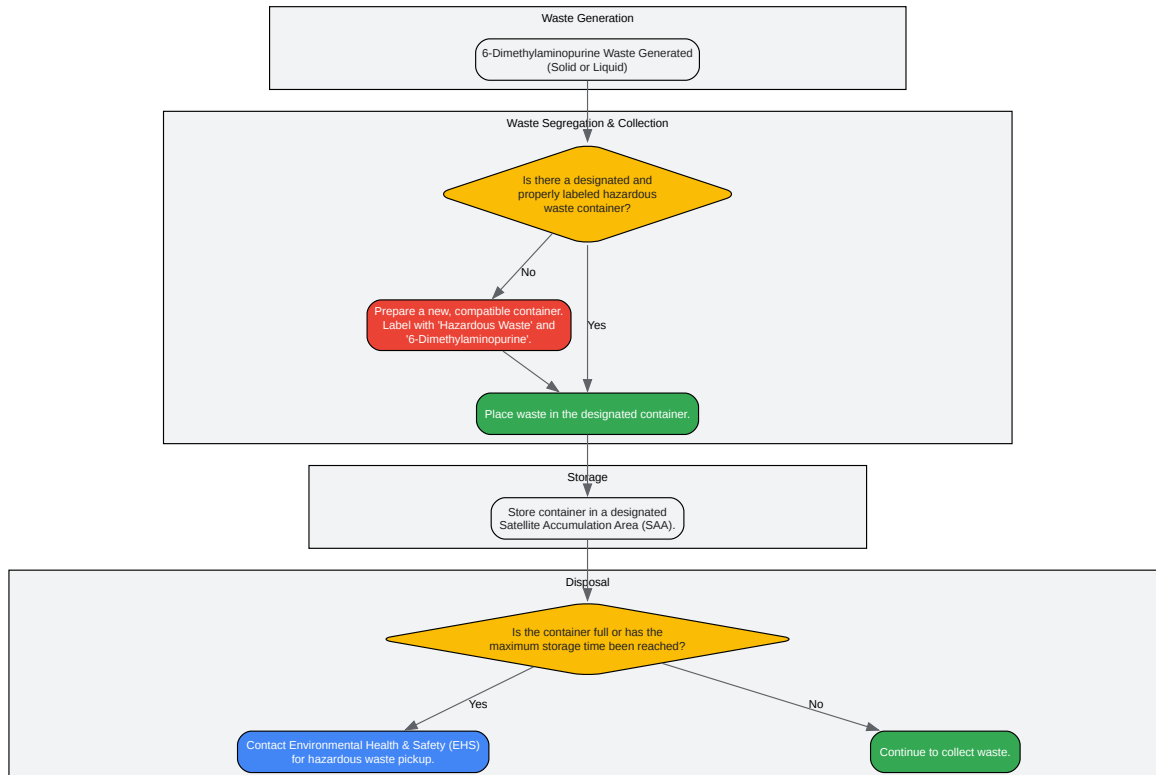 Waste Generation
6-Dimethylaminopurine Waste Generated
(Solid or Liquid)
Waste Segregation & Collection
Is there a designated and
properly labeled hazardous
waste container?
No
Prepare a new, compatible container.
Label with 'Hazardous Waste' and
'6-Dimethylaminopurine'.
Yes
Place waste in the designated container.
Storage
Store container in a designated
Satellite Accumulation Area (SAA).
Disposal
Is the container full or has the
maximum storage time been reached?
Yes
No
Contact Environmental Health & Safety (EHS)
for hazardous waste pickup.
Continue to collect waste.